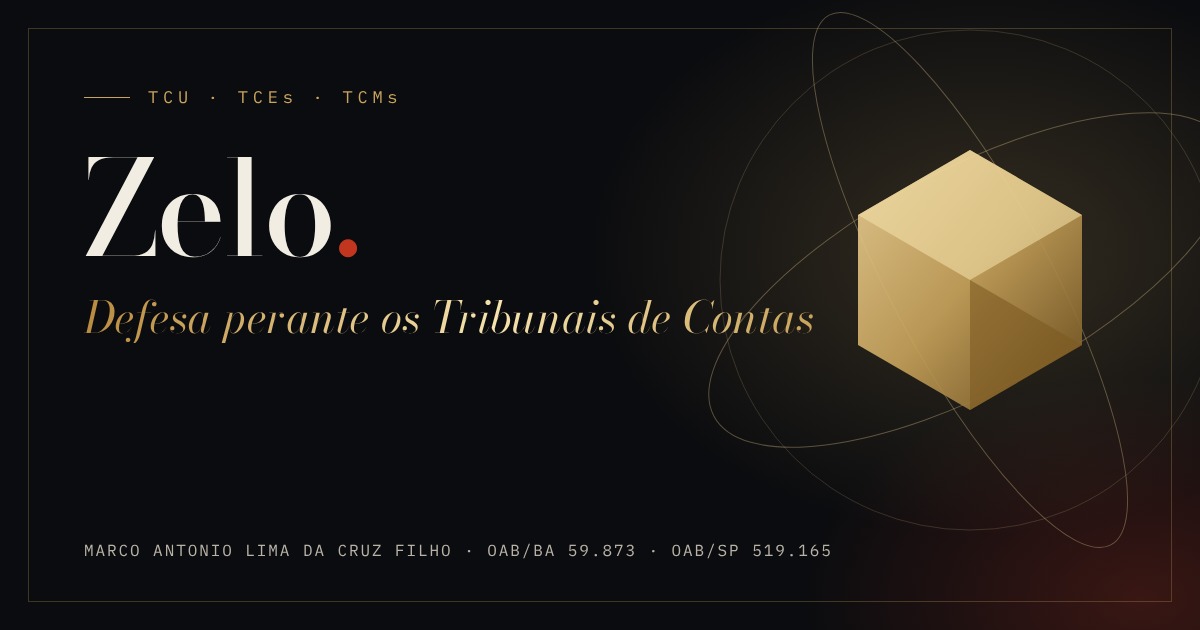 TCU · TCEs · TCMs
Zelo.
Defesa perante os Tribunais de Contas
MARCO ANTONIO LIMA DA CRUZ FILHO · OAB/BA 59.873 · OAB/SP 519.165